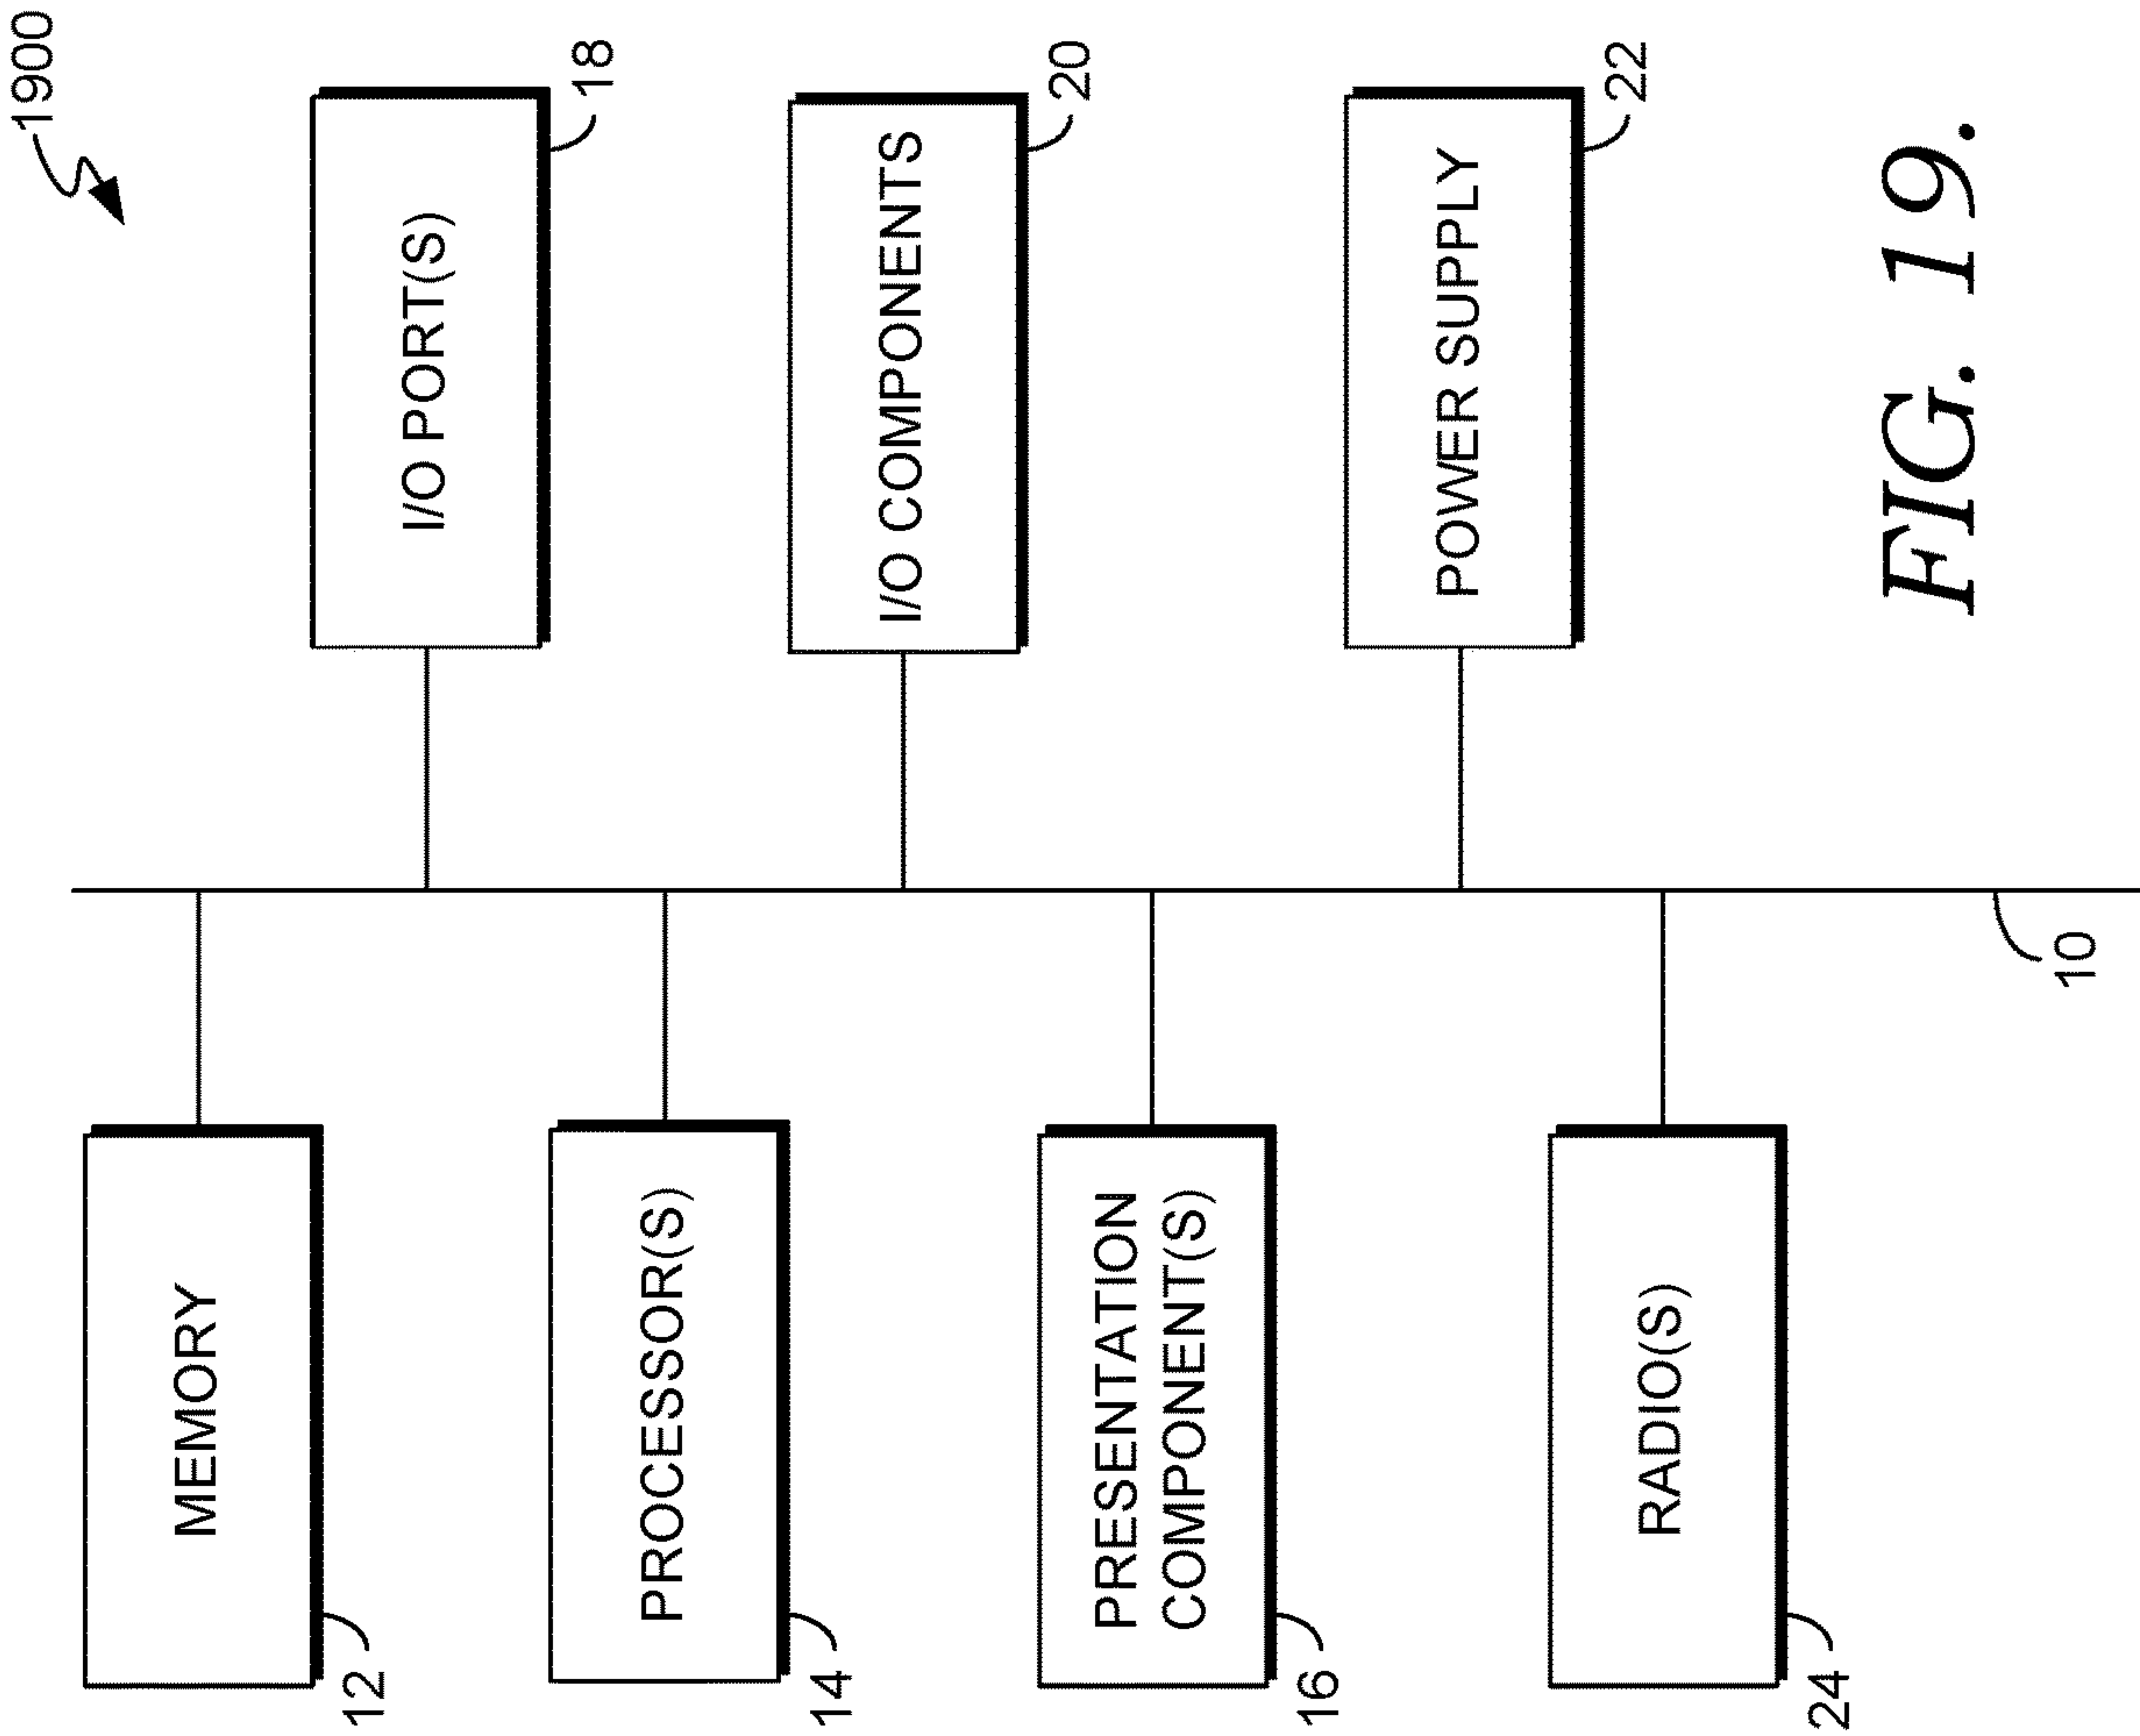 1900
MEMORY
12
I/O PORT(S)
18
PROCESSOR(S)
14
I/O COMPONENTS
20
PRESENTATION
COMPONENT(S)
16
POWER SUPPLY
22
RADIO(S)
24
10
FIG. 19.